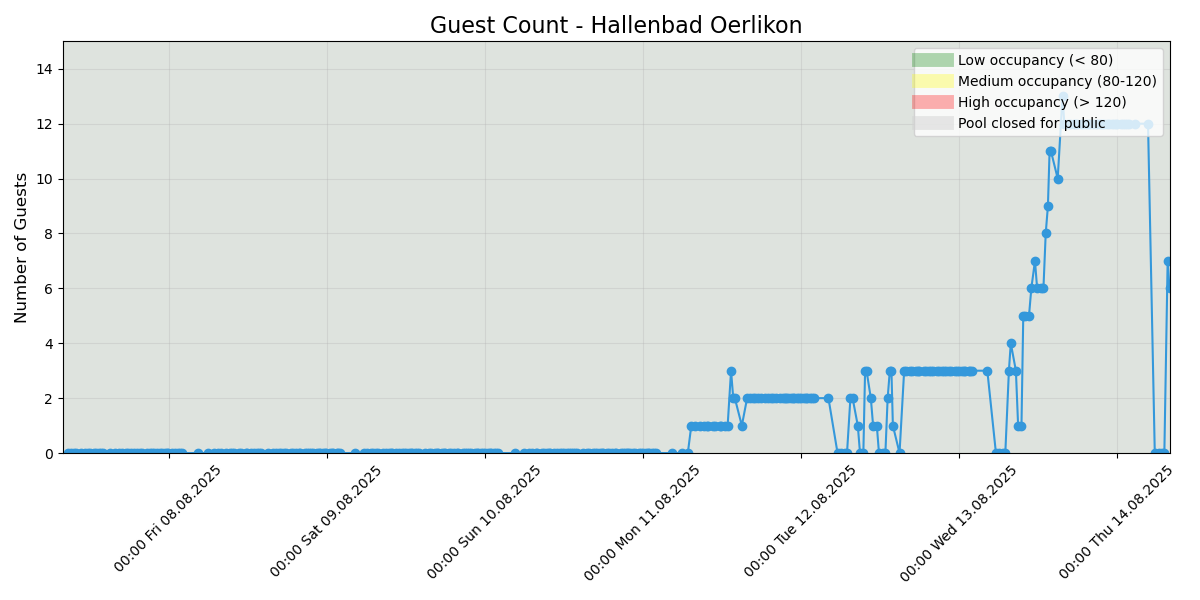 Guest Count - Hallenbad Oerlikon
Low occupancy (< 80)
Medium occupancy (80-120)
High occupancy (> 120)
Pool closed for public
Number of Guests
14
12
10
8
6
4
2
0
00:00 Fri 08.08.2025
00:00 Sat 09.08.2025
00:00 Sun 10.08.2025
00:00 Mon 11.08.2025
00:00 Tue 12.08.2025
00:00 Wed 13.08.2025
00:00 Thu 14.08.2025